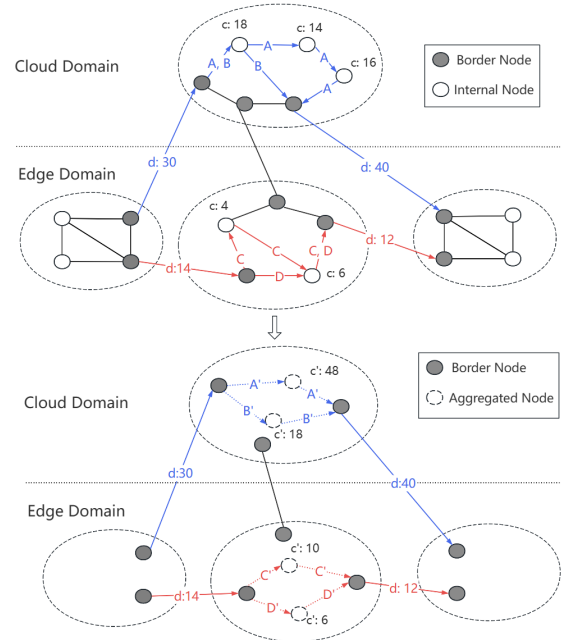 c: 18
c: 14
A
A, B
B
A
c: 16
A
Cloud Domain
Border Node
Internal Node
d: 30
d: 40
Edge Domain
c: 4
C
C
C, D
D
c: 6
d:14
d: 12
Cloud Domain
c': 48
A'
A'
B'
B'
c': 18
Border Node
Aggregated Node
d:30
d:40
Edge Domain
c': 10
C'
C'
D'
D'
c': 6
d:14
d: 12